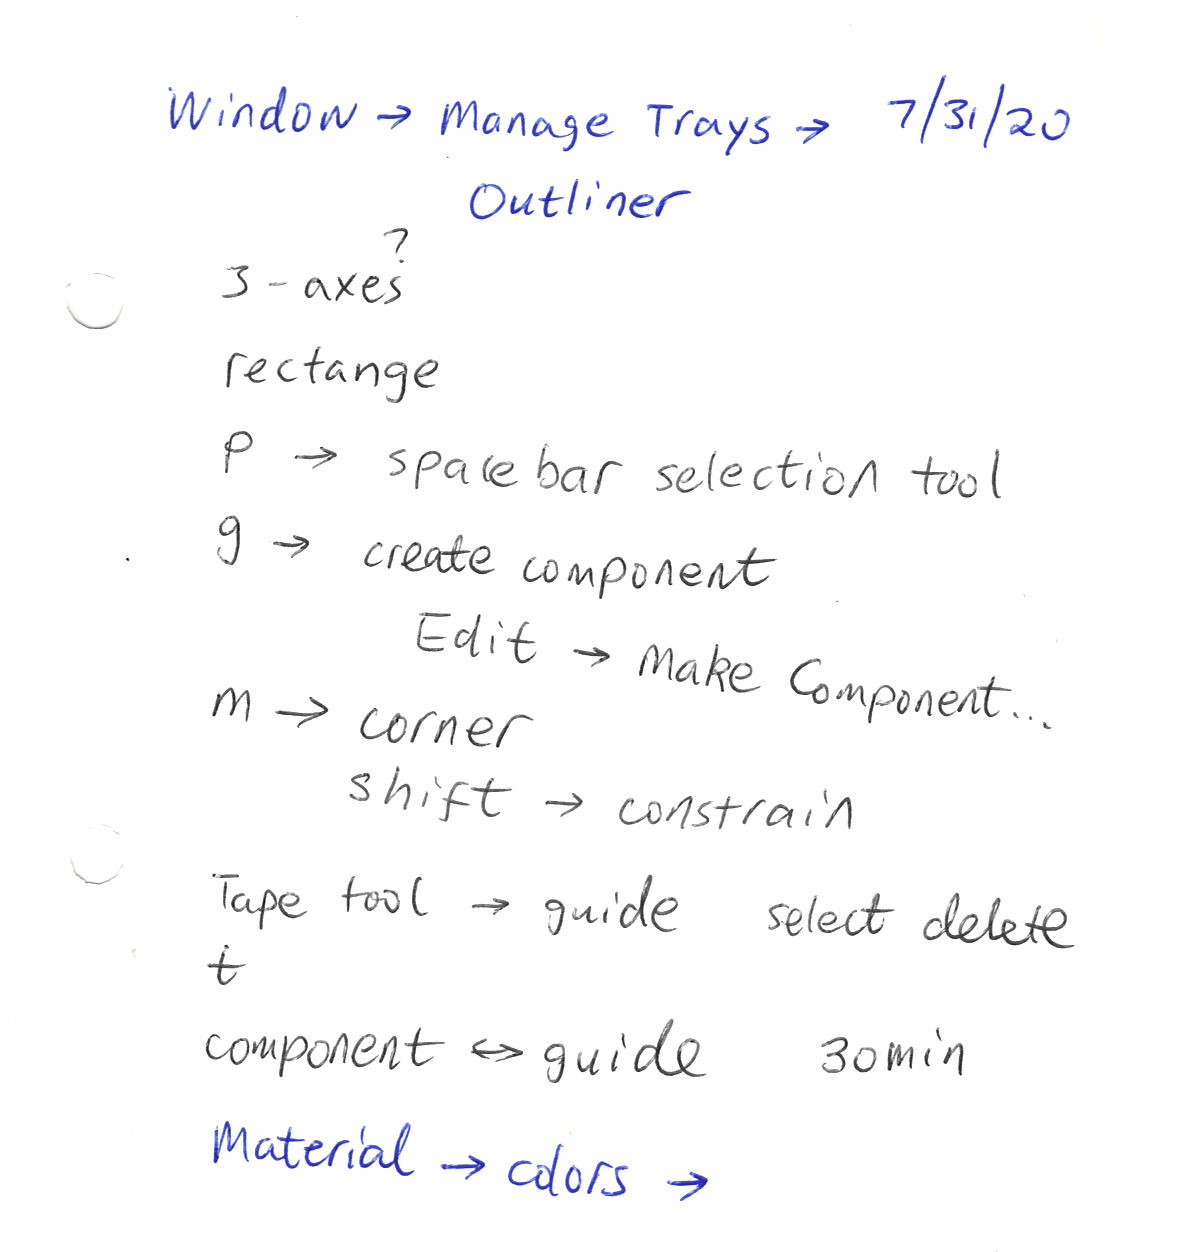 Window → Manage Trays → 7/31/20
Outliner
?
3-axes
rectange
P → spacebar selection tool
g → create component
Edit → Make Component...
m → corner
shift → constrain
Tape tool → guide select delete
t
component ↔ guide 30min
Material → colors →